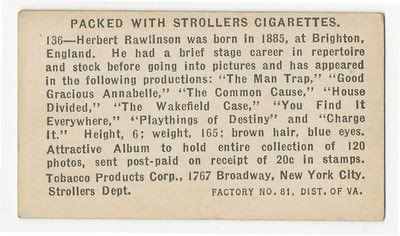 PACKED WITH STROLLERS CIGARETTES.
136—Herbert Rawlinson was born in 1885, at Brighton,
England. He had a brief stage career in repertoire
and stock before going into pictures and has appeared
in the following productions: "The Man Trap," "Good
Gracious Annabelle," "The Common Cause," "House
Divided," "The Wakefield Case," "You Find It
Everywhere," "Playthings of Destiny" and "Charge
It." Height, 6; weight, 165; brown hair, blue eyes.
Attractive Album to hold entire collection of 120
photos, sent post-paid on receipt of 20c in stamps.
Tobacco Products Corp., 1767 Broadway, New York City.
Strollers Dept. FACTORY NO. 81, DIST. OF VA.